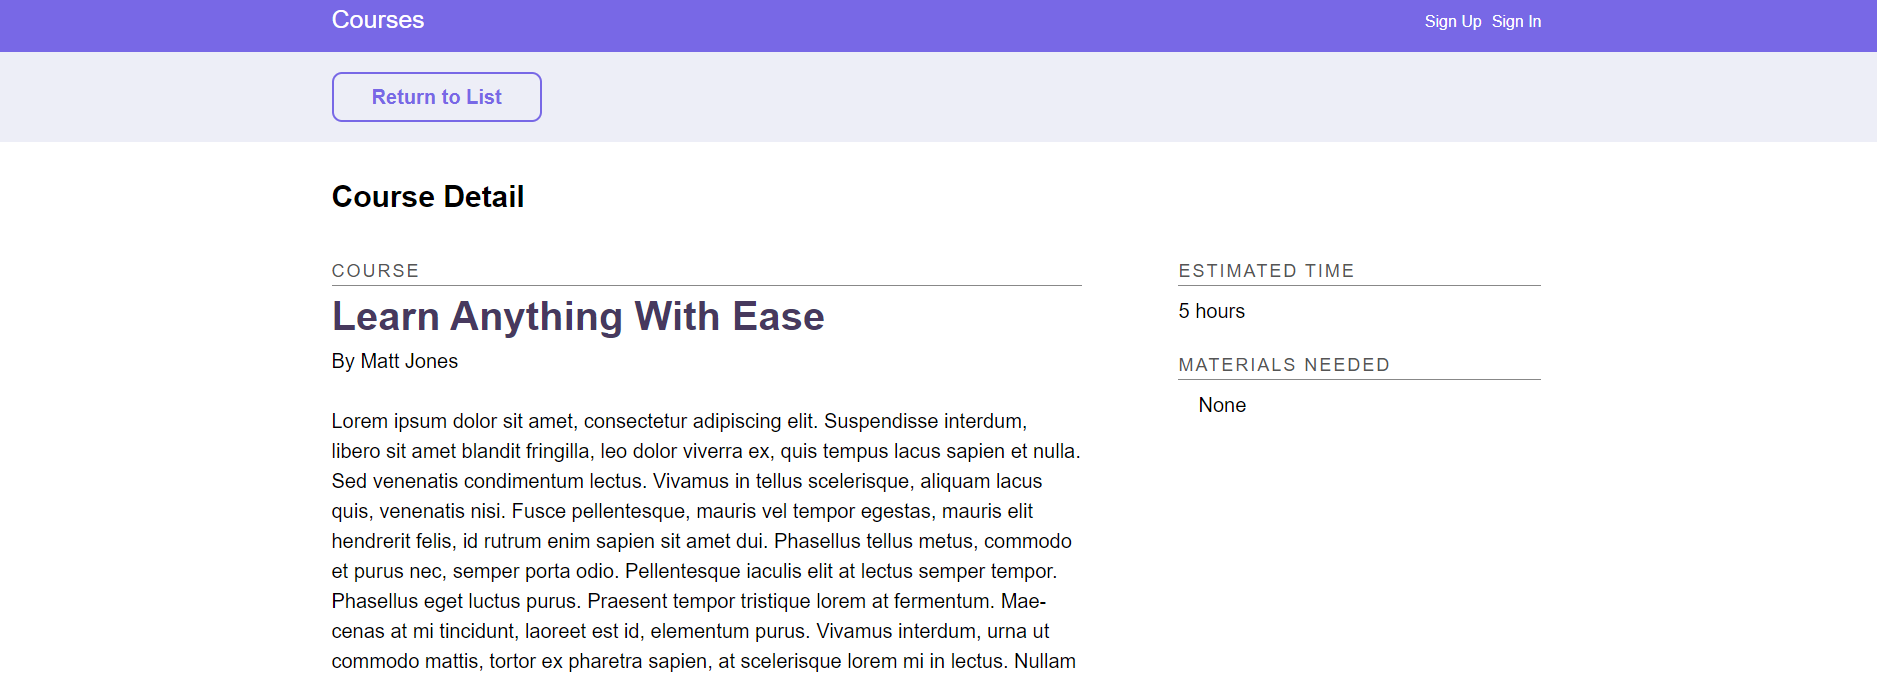 Courses
Sign Up Sign In
Return to List
Course Detail
COURSE
Learn Anything With Ease
By Matt Jones
Lorem ipsum dolor sit amet, consectetur adipiscing elit. Suspendisse interdum,
libero sit amet blandit fringilla, leo dolor viverra ex, quis tempus lacus sapien et nulla.
Sed venenatis condimentum lectus. Vivamus in tellus scelerisque, aliquam lacus
quis, venenatis nisi. Fusce pellentesque, mauris vel tempor egestas, mauris elit
hendrerit felis, id rutrum enim sapien sit amet dui. Phasellus tellus metus, commodo
et purus nec, semper porta odio. Pellentesque iaculis elit at lectus semper tempor.
Phasellus eget luctus purus. Praesent tempor tristique lorem at fermentum. Mae-
cenas at mi tincidunt, laoreet est id, elementum purus. Vivamus interdum, urna ut
commodo mattis, tortor ex pharetra sapien, at scelerisque lorem mi in lectus. Nullam
ESTIMATED TIME
5 hours
MATERIALS NEEDED
None